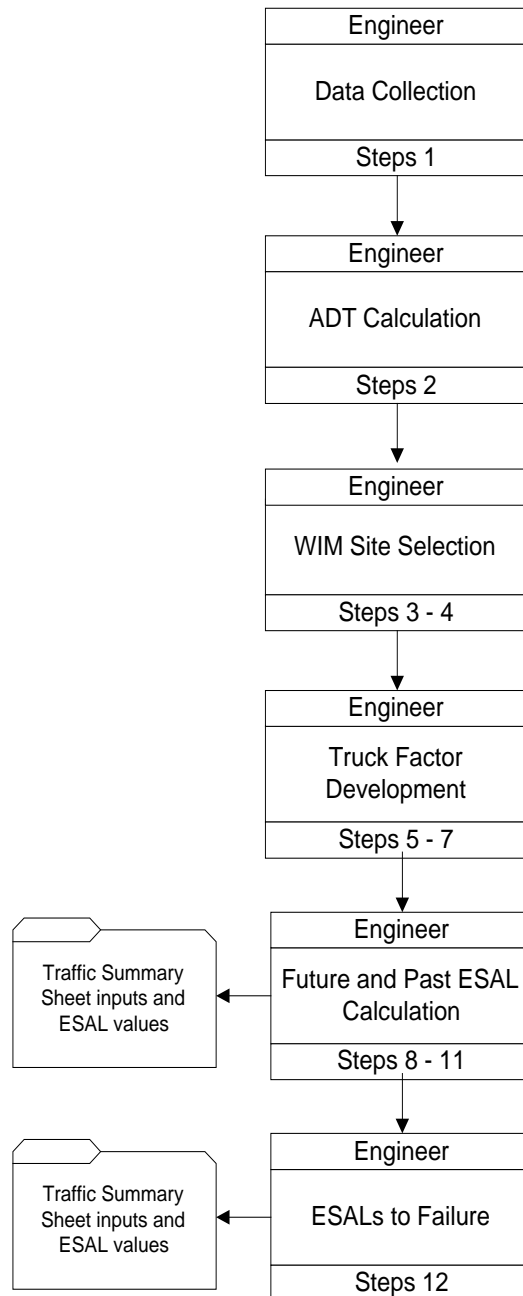 Engineer
Data Collection
Steps 1
Engineer
ADT Calculation
Steps 2
Engineer
WIM Site Selection
Steps 3 - 4
Engineer
Truck Factor
Development
Steps 5 - 7
Engineer
Future and Past ESAL
Calculation
Steps 8 - 11
Traffic Summary
Sheet inputs and
ESAL values
Engineer
ESALs to Failure
Steps 12
Traffic Summary
Sheet inputs and
ESAL values